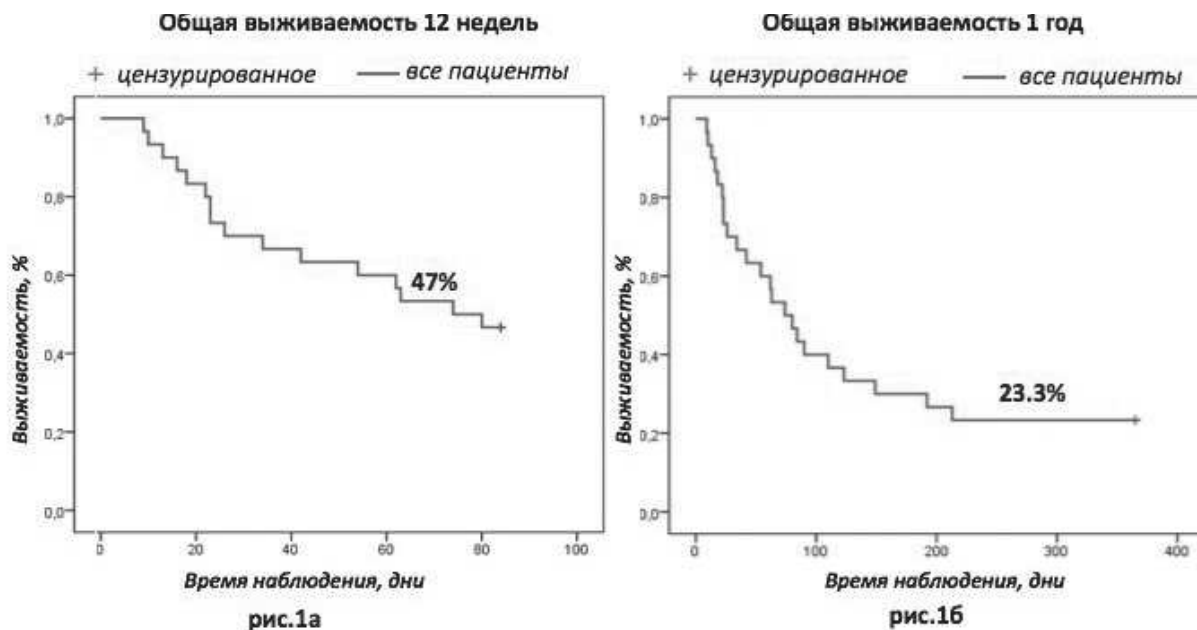 Общая выживаемость 12 недель
+ цензурированное — все пациенты
Выживаемость, %
1,0
0,8
0,6
0,4
0,2
0,0
47%
0 20 40 60 80 100
Время наблюдения, дни
рис.1а
Общая выживаемость 1 год
+ цензурированное — все пациенты
Выживаемость, %
1,0
0,8
0,6
0,4
0,2
0,0
23.3%
0 100 200 300 400
Время наблюдения, дни
рис.1б